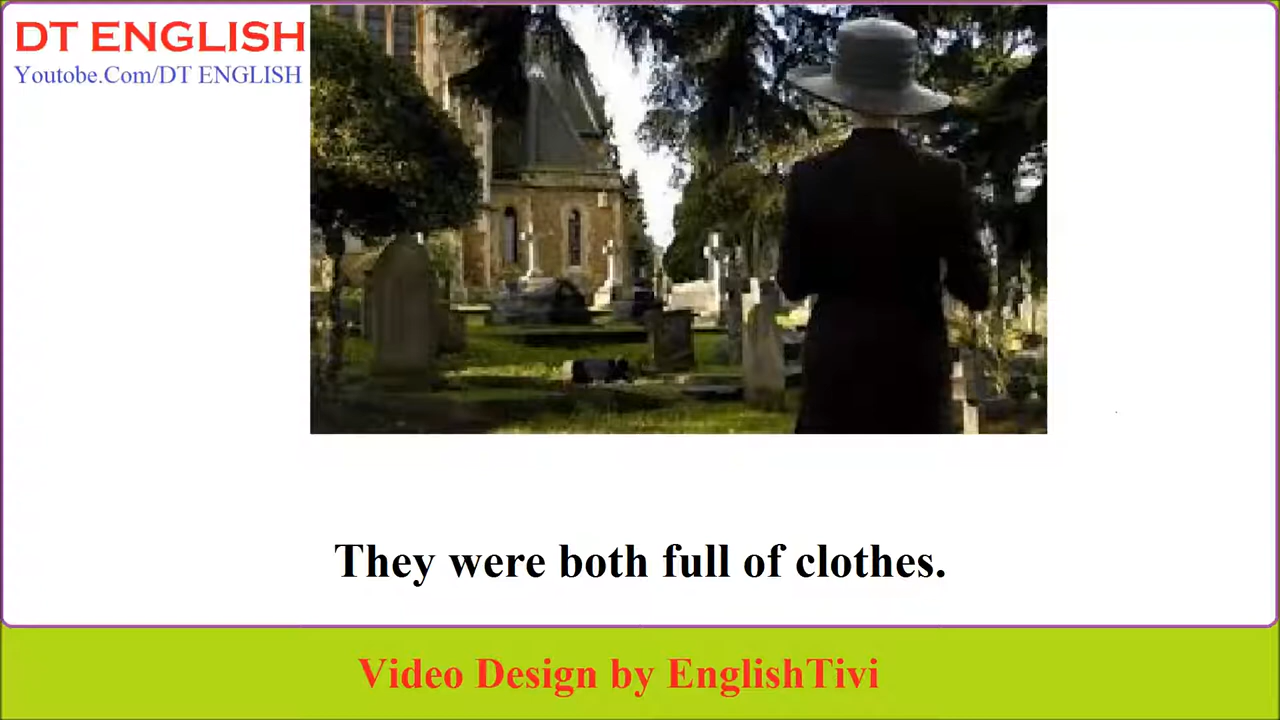 DT ENGLISH
Youtobe.Com/DT ENGLISH
They were both full of clothes.
Video Design by EnglishTivi